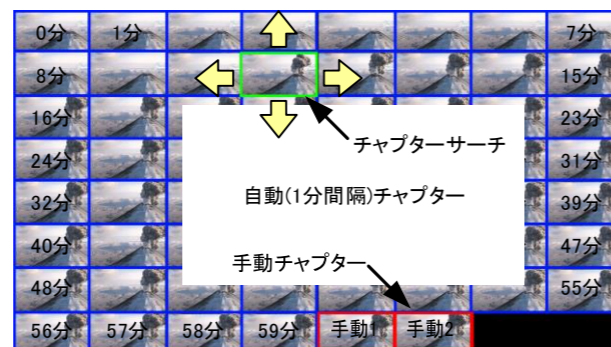 0分 1分 7分
8分 15分
16分 23分
チャプターサーチ
24分 31分
自動(1分間隔)チャプター
32分 39分
40分 47分
手動チャプター
48分 55分
56分 57分 58分 59分 手動1 手動2